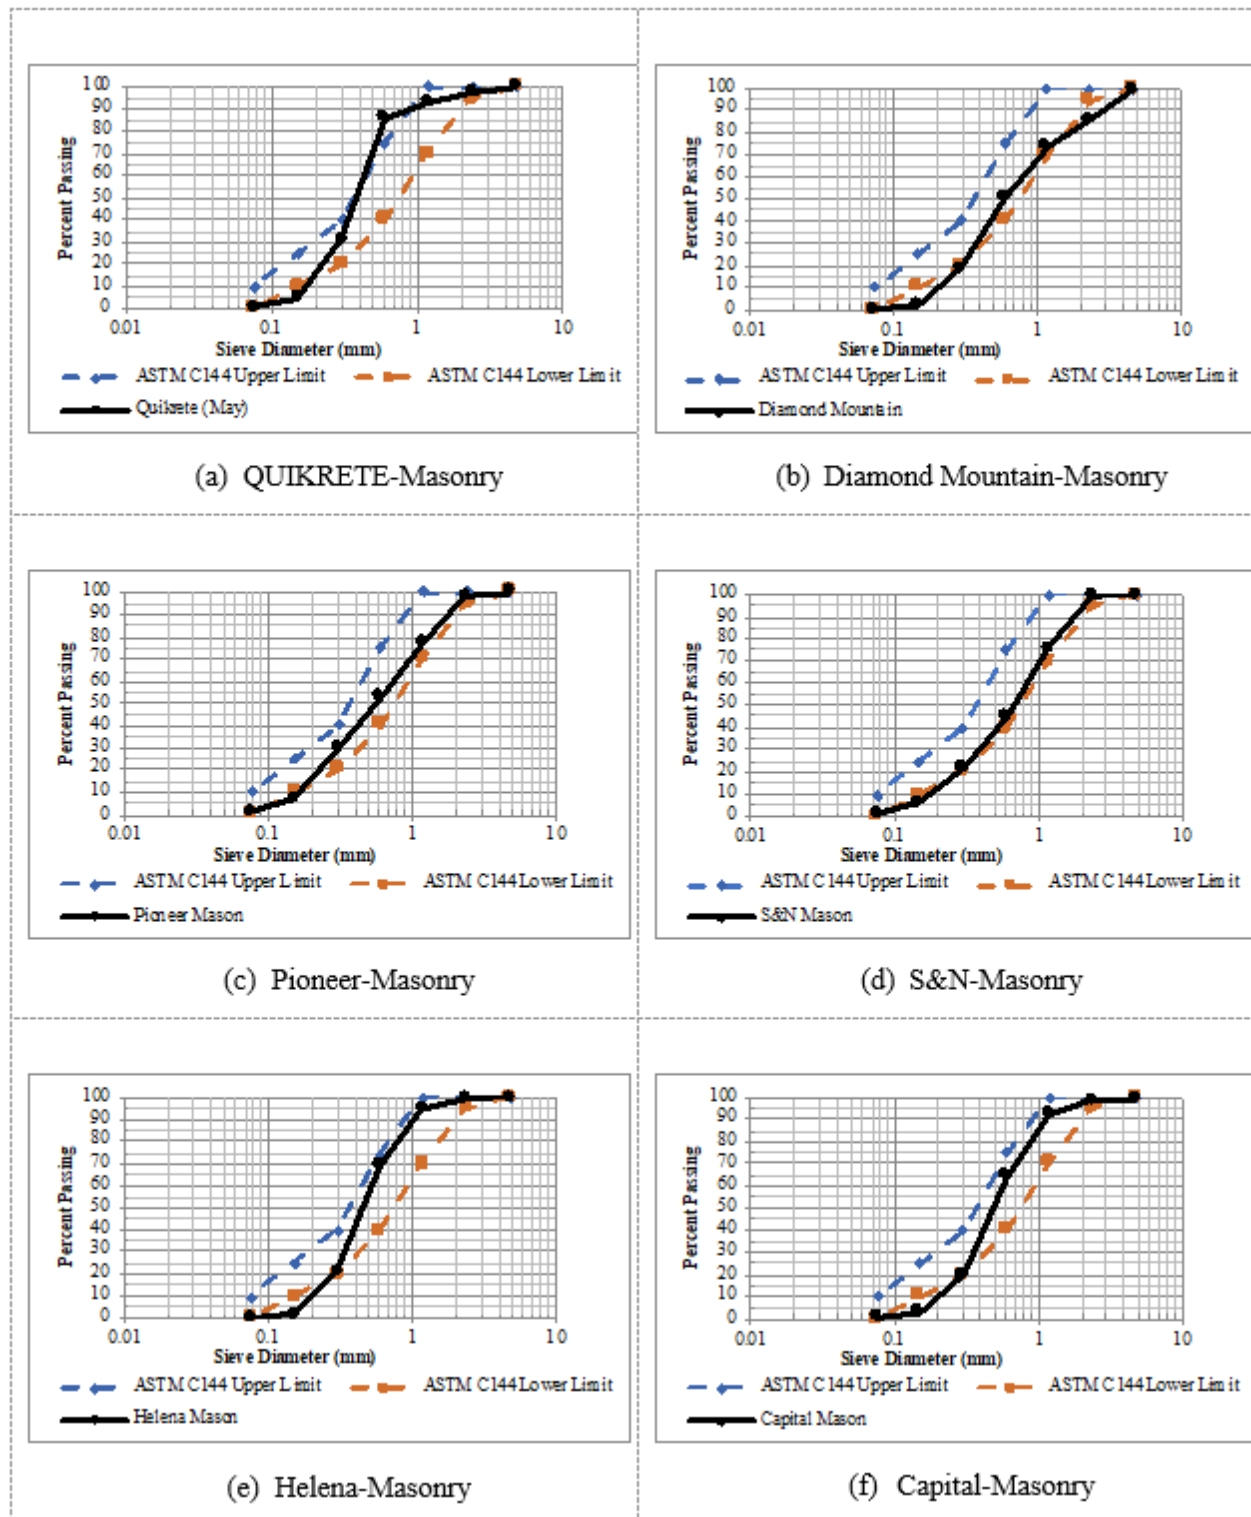 100
90
80
70
60
50
40
30
20
10
0
Percent Passing
0.01 0.1 1 10
Sieve Diameter (mm)
ASTM C144 Upper Limit ASTM C144 Lower Limit
Quikrete (May)
(a) QUIKRETE-Masonry
100
90
80
70
60
50
40
30
20
10
0
Percent Passing
0.01 0.1 1 10
Sieve Diameter (mm)
ASTM C144 Upper Limit ASTM C144 Lower Limit
Diamond Mountain
(b) Diamond Mountain-Masonry
100
90
80
70
60
50
40
30
20
10
0
Percent Passing
0.01 0.1 1 10
Sieve Diameter (mm)
ASTM C144 Upper Limit ASTM C144 Lower Limit
Pioneer Mason
(c) Pioneer-Masonry
100
90
80
70
60
50
40
30
20
10
0
Percent Passing
0.01 0.1 1 10
Sieve Diameter (mm)
ASTM C144 Upper Limit ASTM C144 Lower Limit
S&N Mason
(d) S&N-Masonry
100
90
80
70
60
50
40
30
20
10
0
Percent Passing
0.01 0.1 1 10
Sieve Diameter (mm)
ASTM C144 Upper Limit ASTM C144 Lower Limit
Helena Mason
(e) Helena-Masonry
100
90
80
70
60
50
40
30
20
10
0
Percent Passing
0.01 0.1 1 10
Sieve Diameter (mm)
ASTM C144 Upper Limit ASTM C144 Lower Limit
Capital Mason
(f) Capital-Masonry